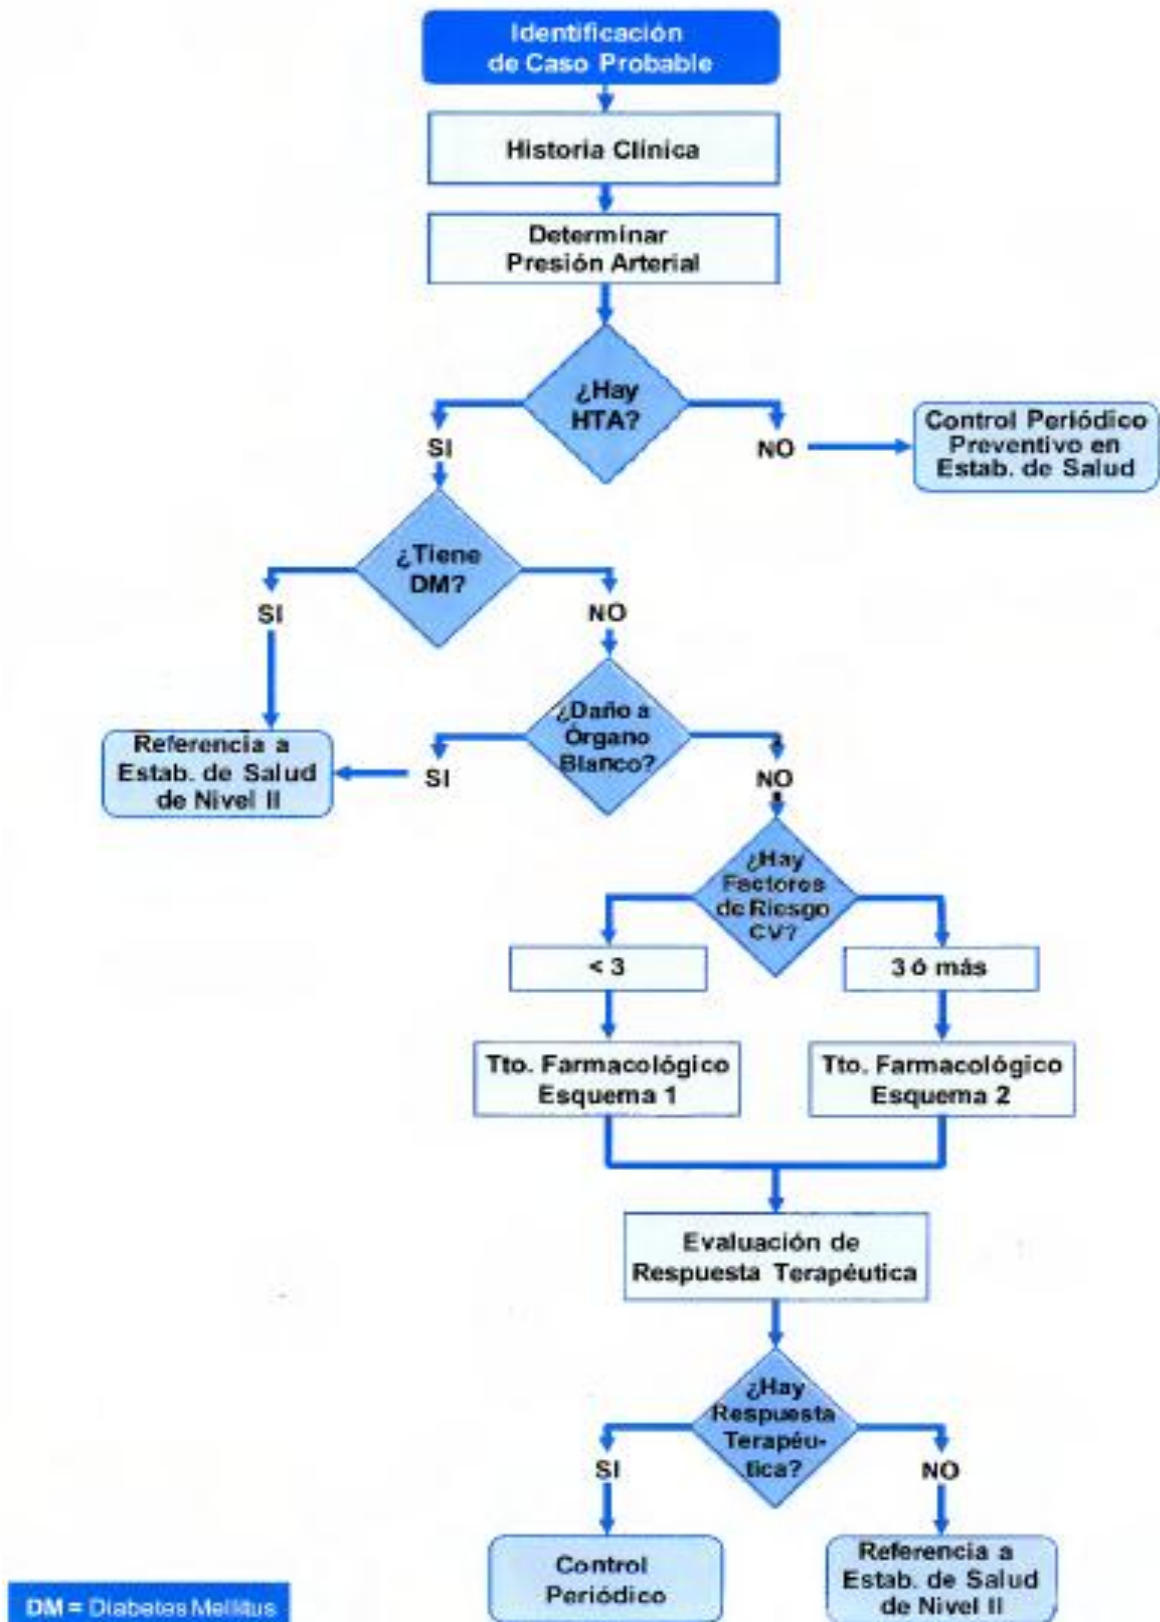 Identificación
de Caso Probable
Historia Clínica
Determinar
Presión Arterial
¿Hay
HTA?
SI
NO
Control Periódico
Preventivo en
Estab. de Salud
¿Tiene
DM?
SI
NO
¿Daño a
Órgano
Blanco?
Referencia a
Estab. de Salud
de Nivel II
SI
NO
¿Hay
Factores
de Riesgo
CV?
< 3
3 ó más
Tto. Farmacológico
Esquema 1
Tto. Farmacológico
Esquema 2
Evaluación de
Respuesta Terapéutica
¿Hay
Respuesta
Terapéu-
tica?
SI
NO
Control
Periódico
Referencia a
Estab. de Salud
de Nivel II
DM = Diabetes Mellitus